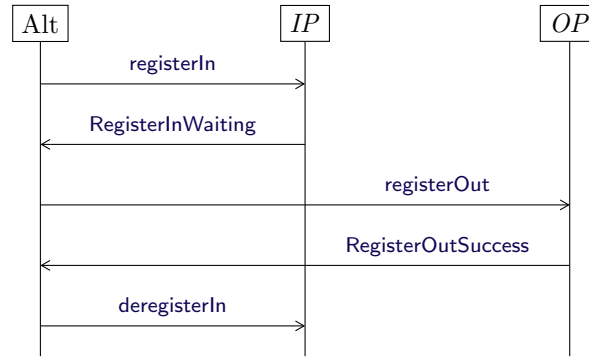 Alt IP OP
registerIn
RegisterInWaiting
registerOut
RegisterOutSuccess
deregisterIn